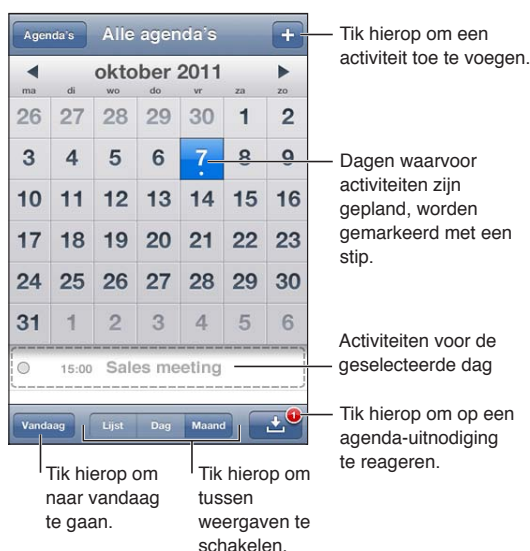 Agenda's Alle agenda's +
oktober 2011
ma di wo do vr za zo
26 27 28 29 30 1 2
3 4 5 6 7 8 9
10 11 12 13 14 15 16
17 18 19 20 21 22 23
24 25 26 27 28 29 30
31 1 2 3 4 5 6
15:00 Sales meeting
Vandaag Lijst Dag Maand 1
Tik hierop om een
activiteit toe te voegen.
Dagen waarvoor
activiteiten zijn
gepland, worden
gemarkeerd met een
stip.
Activiteiten voor de
geselecteerde dag
Tik hierop om op een
agenda-uitnodiging
te reageren.
Tik hierop om
naar vandaag
te gaan.
Tik hierop om
tussen
weergaven te
schakelen.